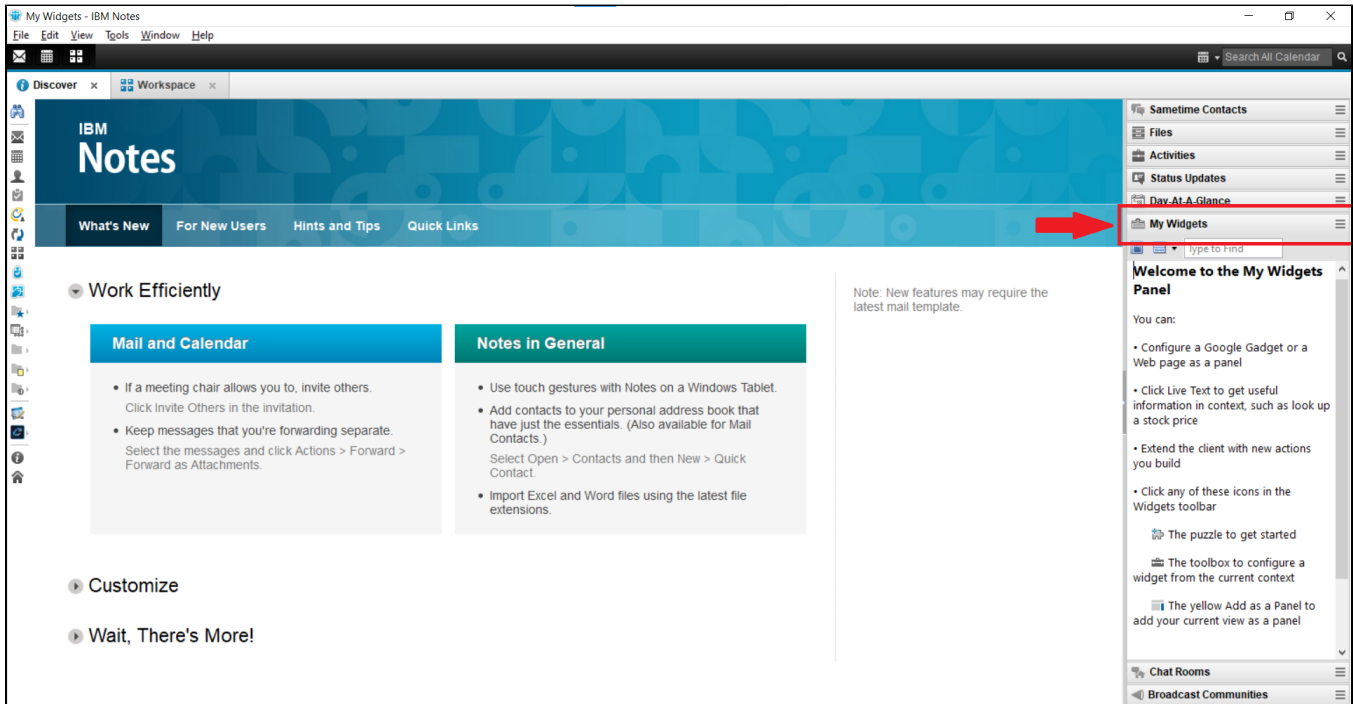 My Widgets - IBM Notes
File Edit View Tools Window Help
Search All Calendar
Discover x Workspace x
IBM
Notes
What's New For New Users Hints and Tips Quick Links
Work Efficiently
Mail and Calendar
• If a meeting chair allows you to, invite others.
Click Invite Others in the invitation.
• Keep messages that you're forwarding separate.
Select the messages and click Actions > Forward >
Forward as Attachments.
Notes in General
• Use touch gestures with Notes on a Windows Tablet.
• Add contacts to your personal address book that
have just the essentials. (Also available for Mail
Contacts.)
Select Open > Contacts and then New > Quick
Contact.
• Import Excel and Word files using the latest file
extensions.
Note: New features may require the
latest mail template.
Customize
Wait, There's More!
Sametime Contacts
Files
Activities
Status Updates
Day-At-A-Glance
My Widgets
Type to Find
Welcome to the My Widgets
Panel
You can:
• Configure a Google Gadget or a
Web page as a panel
• Click Live Text to get useful
information in context, such as look up
a stock price
• Extend the client with new actions
you build
• Click any of these icons in the
Widgets toolbar
The puzzle to get started
The toolbox to configure a
widget from the current context
The yellow Add as a Panel to
add your current view as a panel
Chat Rooms
Broadcast Communities